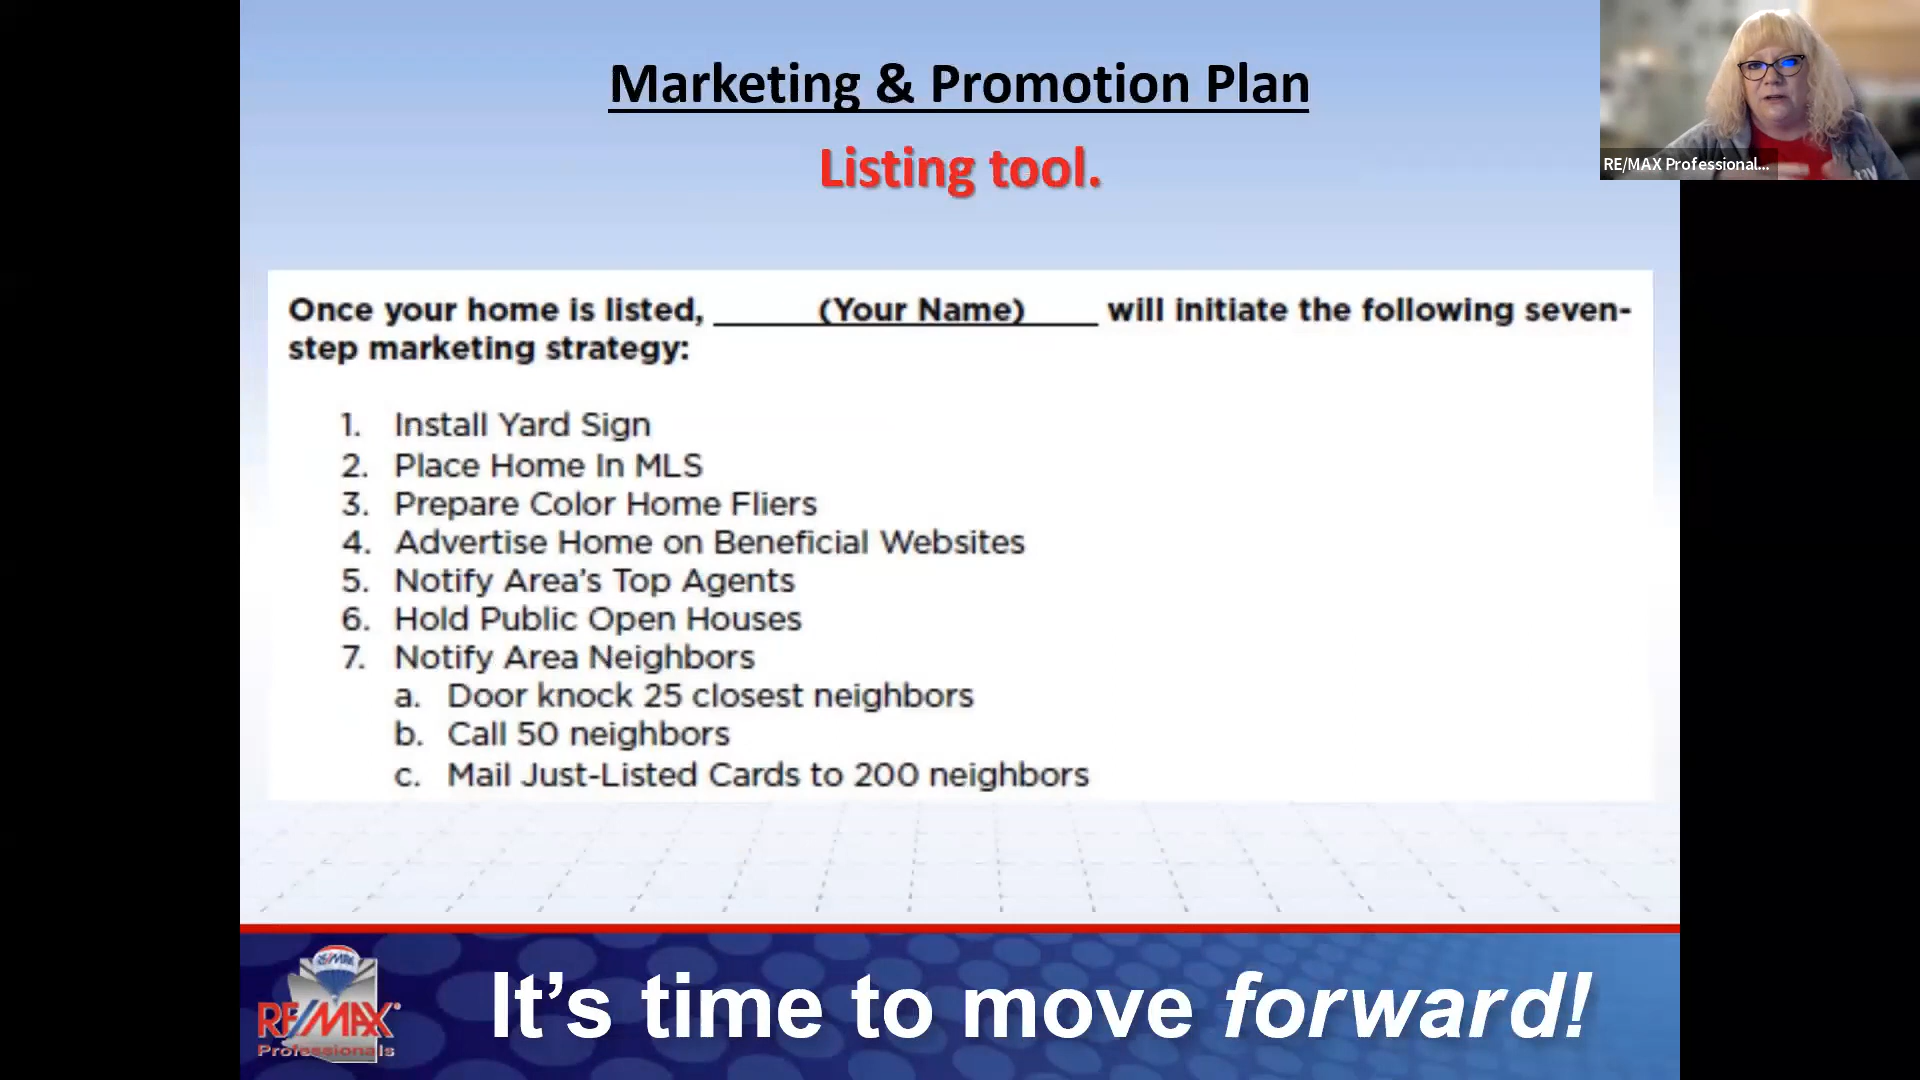 Marketing & Promotion Plan
Listing tool.
RE/MAX Professional...
Once your home is listed, ______(Your Name)____ will initiate the following seven-
step marketing strategy:
1. Install Yard Sign
2. Place Home In MLS
3. Prepare Color Home Fliers
4. Advertise Home on Beneficial Websites
5. Notify Area's Top Agents
6. Hold Public Open Houses
7. Notify Area Neighbors
a. Door knock 25 closest neighbors
b. Call 50 neighbors
c. Mail Just-Listed Cards to 200 neighbors
RE/MAX
RE/MAX
Professionals
It's time to move forward!